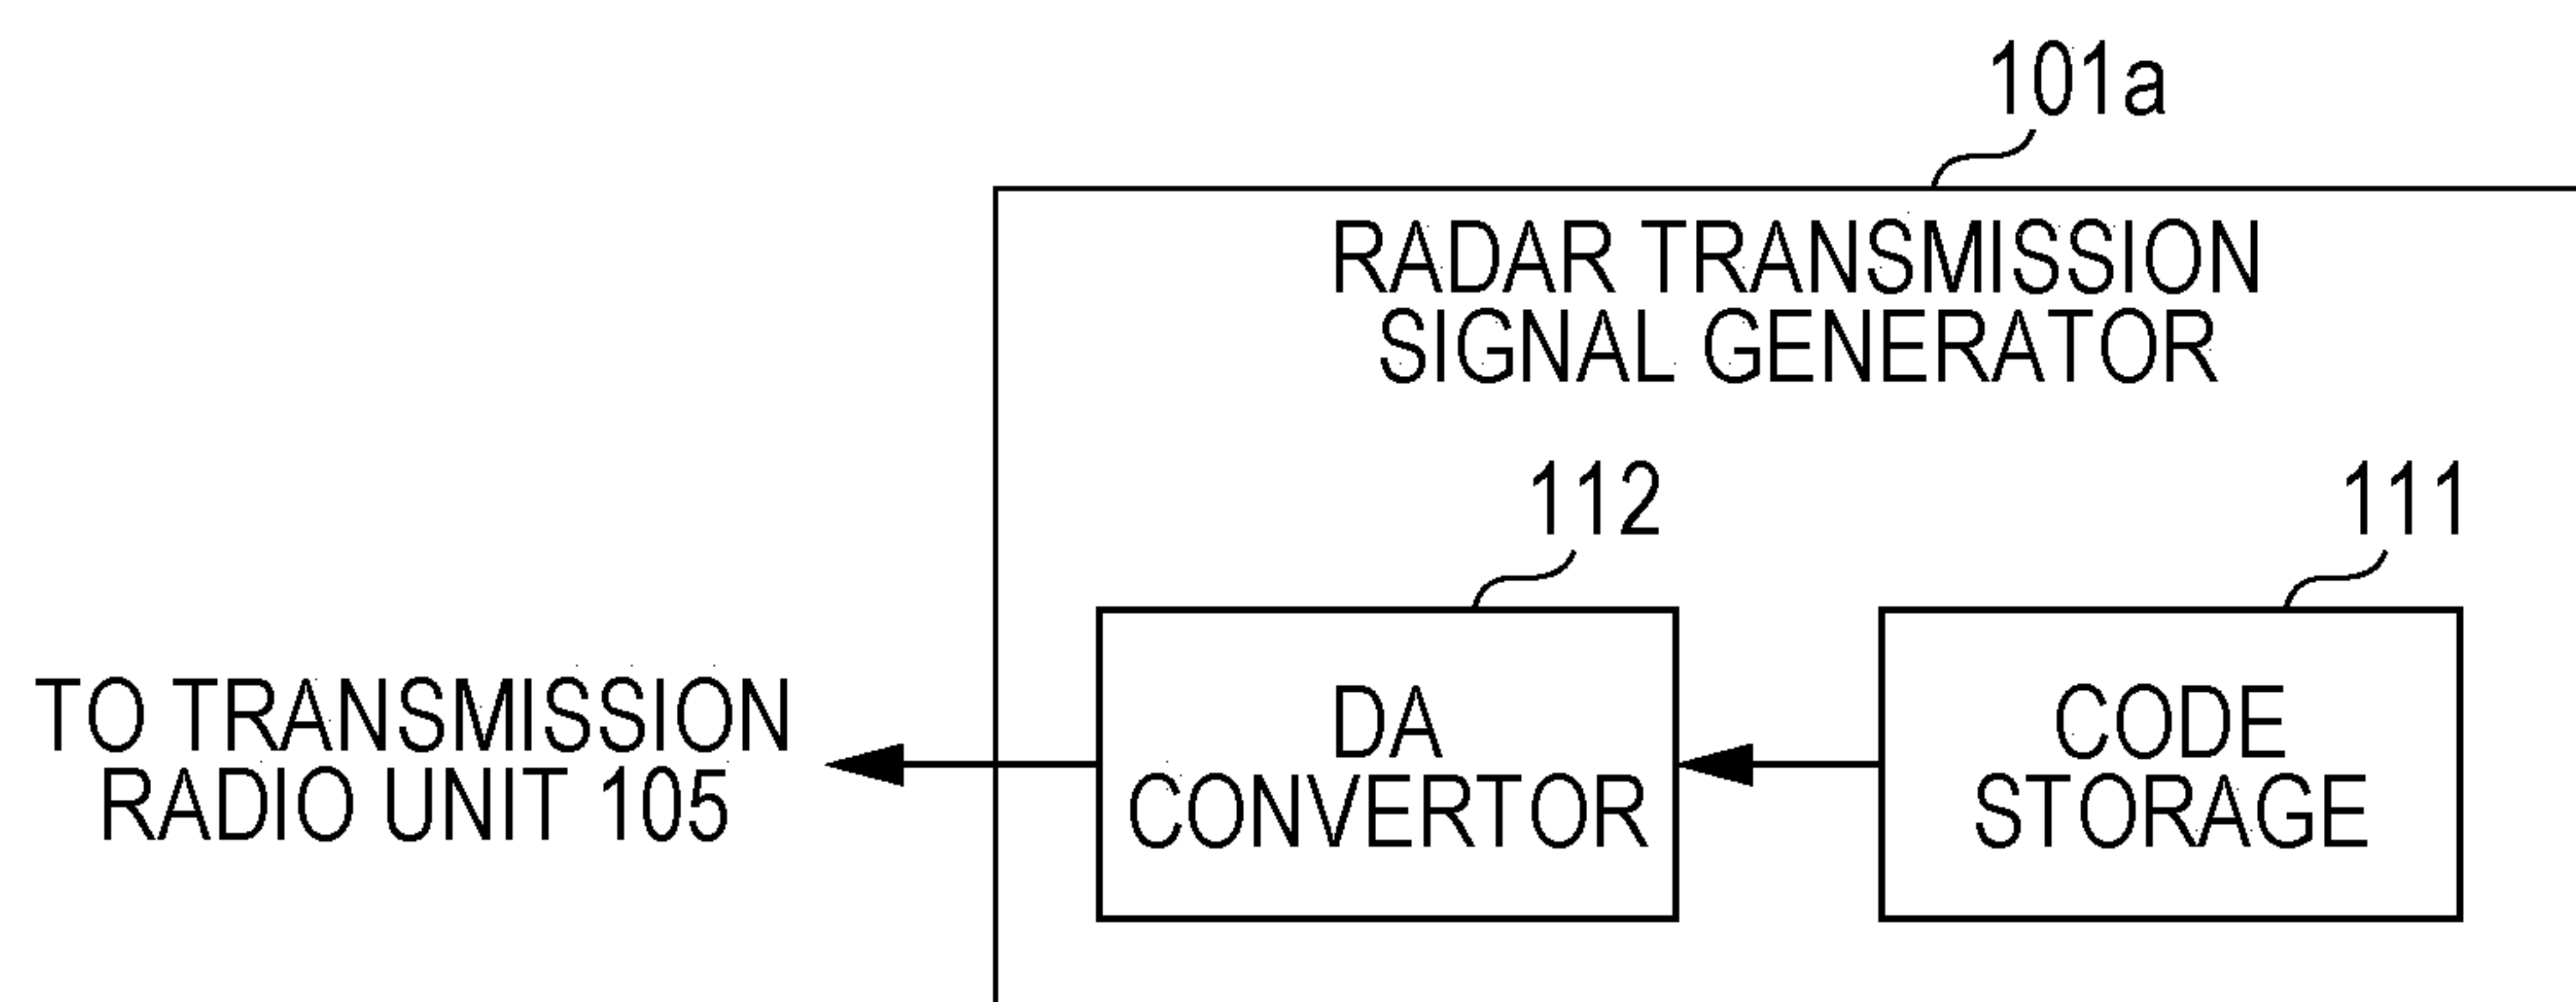 101a
RADAR TRANSMISSION
SIGNAL GENERATOR
112
111
TO TRANSMISSION
RADIO UNIT 105
DA
CONVERTOR
CODE
STORAGE